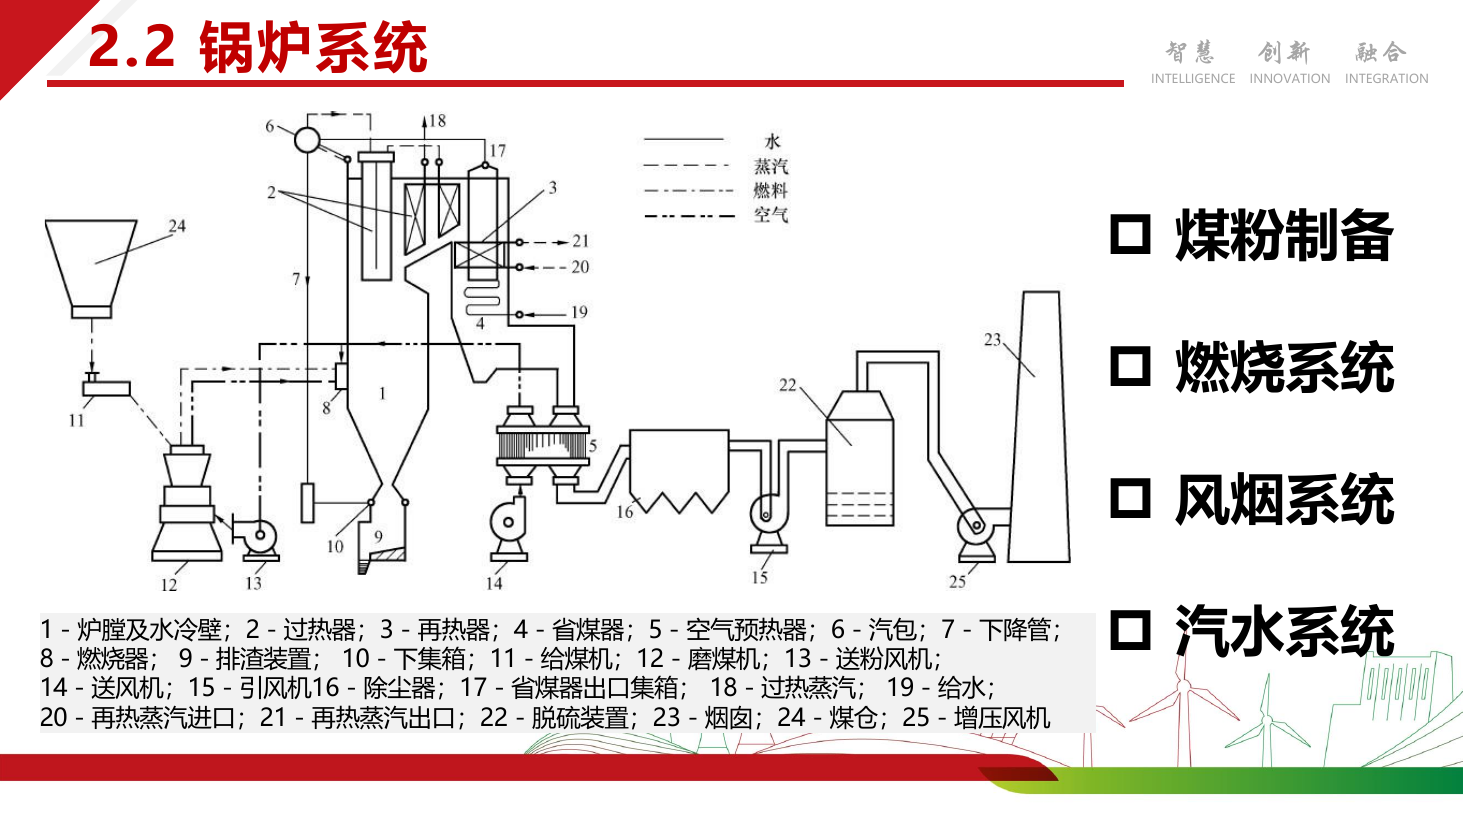 2.2 锅炉系统
智慧 创新 融合
INTELLIGENCE INNOVATION INTEGRATION
6
18
17
水
蒸汽
燃料
空气
2
3
24
21
20
7
19
4
23
22
1
8
11
5
16
10
9
12
13
14
15
25
煤粉制备
燃烧系统
风烟系统
汽水系统
1 - 炉膛及水冷壁；2 - 过热器；3 - 再热器；4 - 省煤器；5 - 空气预热器；6 - 汽包；7 - 下降管；
8 - 燃烧器； 9 - 排渣装置； 10 - 下集箱；11 - 给煤机；12 - 磨煤机；13 - 送粉风机；
14 - 送风机；15 - 引风机16 - 除尘器；17 - 省煤器出口集箱； 18 - 过热蒸汽； 19 - 给水；
20 - 再热蒸汽进口；21 - 再热蒸汽出口；22 - 脱硫装置；23 - 烟囱；24 - 煤仓；25 - 增压风机